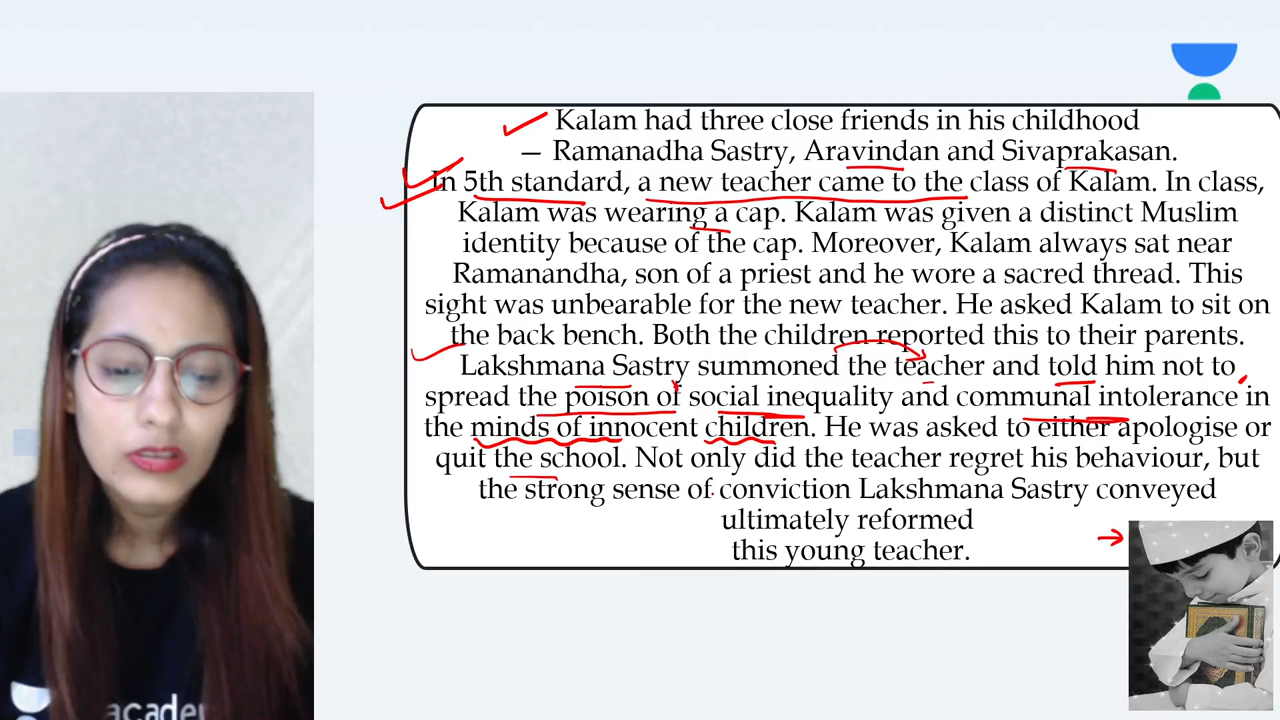 Kalam had three close friends in his childhood
— Ramanadha Sastry, Aravindan and Sivaprakasan.
In 5th standard, a new teacher came to the class of Kalam. In class,
Kalam was wearing a cap. Kalam was given a distinct Muslim
identity because of the cap. Moreover, Kalam always sat near
Ramanandha, son of a priest and he wore a sacred thread. This
sight was unbearable for the new teacher. He asked Kalam to sit on
the back bench. Both the children reported this to their parents.
Lakshmana Sastry summoned the teacher and told him not to
spread the poison of social inequality and communal intolerance in
the minds of innocent children. He was asked to either apologise or
quit the school. Not only did the teacher regret his behaviour, but
the strong sense of conviction Lakshmana Sastry conveyed
ultimately reformed
this young teacher.